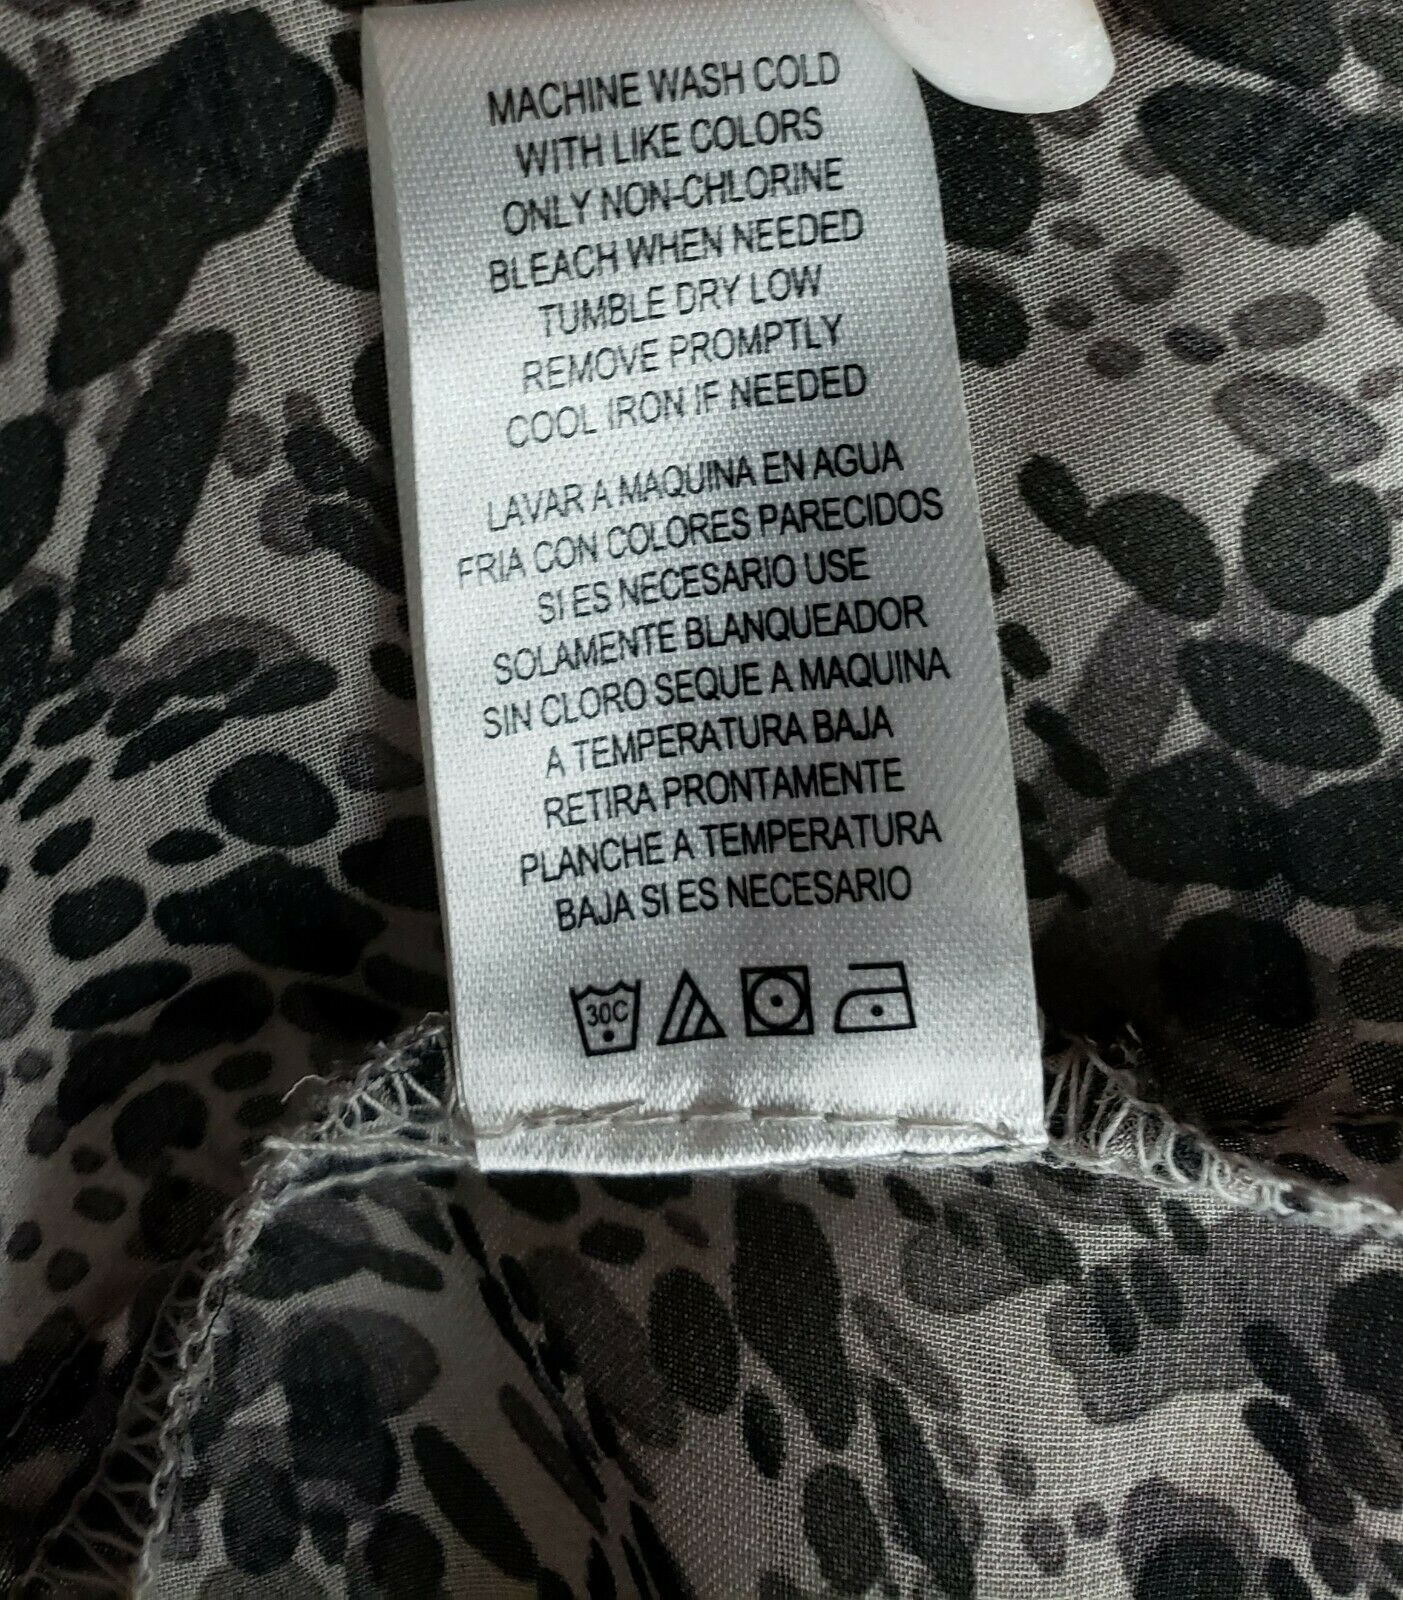 MACHINE WASH COLD
WITH LIKE COLORS
ONLY NON-CHLORINE
BLEACH WHEN NEEDED
TUMBLE DRY LOW
REMOVE PROMPTLY
COOL IRON IF NEEDED
LAVAR A MAQUINA EN AGUA
FRIA CON COLORES PARECIDOS
SI ES NECESARIO USE
SOLAMENTE BLANQUEADOR
SIN CLORO SEQUE A MAQUINA
A TEMPERATURA BAJA
RETIRA PRONTAMENTE
PLANCHE A TEMPERATURA
BAJA SI ES NECESARIO
30C